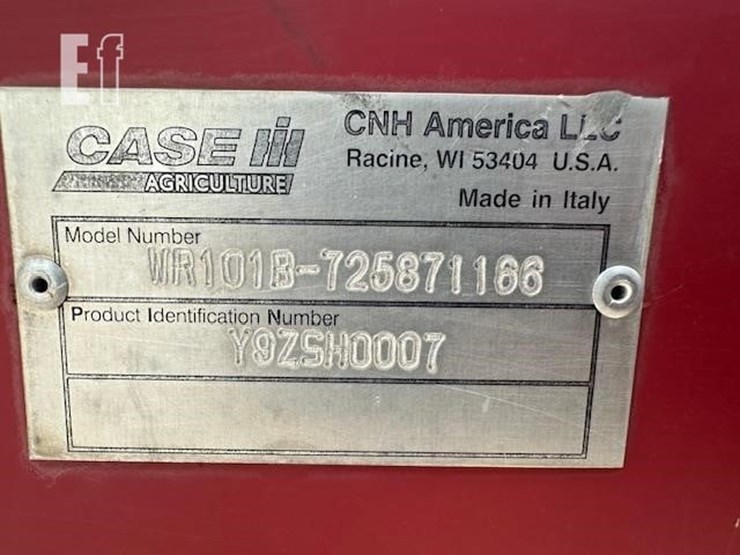 Ef
CASE IH
AGRICULTURE
CNH America LLC
Racine, WI 53404 U.S.A.
Made in Italy
Model Number
WR101B-725871166
Product Identification Number
Y9ZSH0007